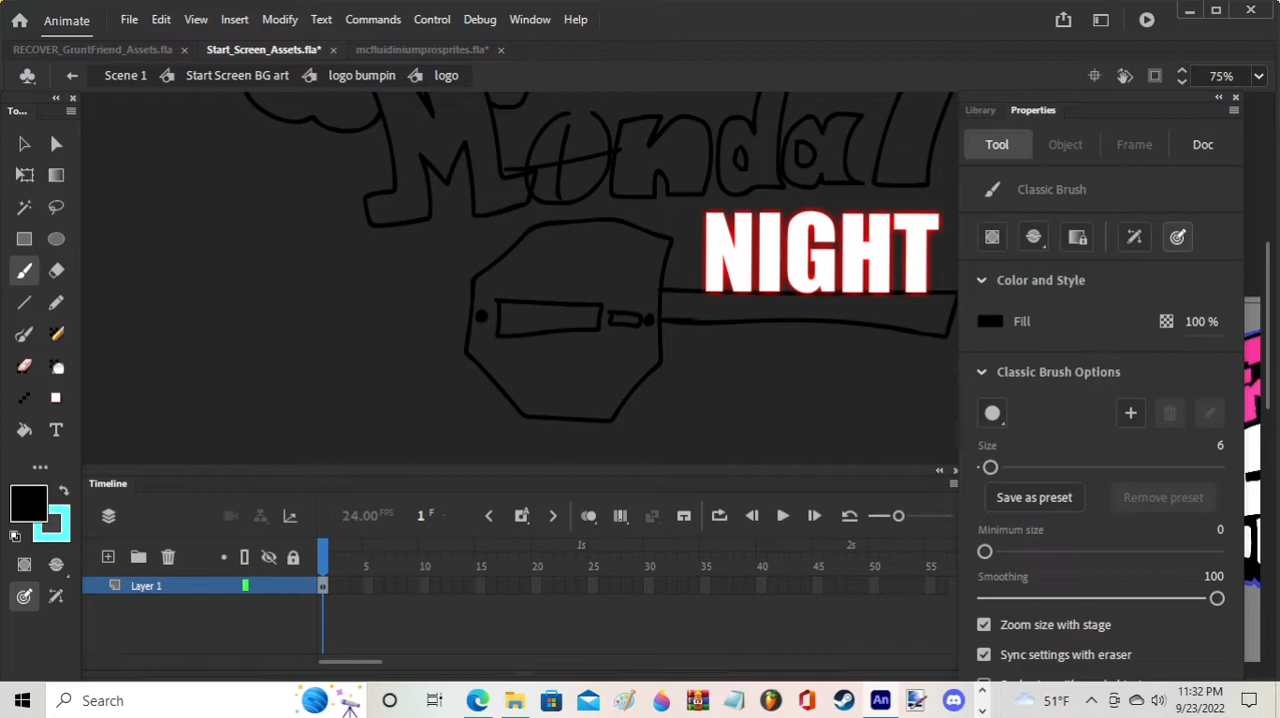 Animate File Edit View Insert Modify Text Commands Control Debug Window Help
RECOVER_GruntFriend_Assets.fla × Start_Screen_Assets.fla* × mcfluidiniumprosprites.fla* ×
Scene 1 Start Screen BG art logo bumpin logo 75%
Too...
Library Properties
Tool Object Frame Doc
Classic Brush
Color and Style
Fill 100 %
Classic Brush Options
Size 6
Save as preset Remove preset
Minimum size 0
Smoothing 100
Zoom size with stage
Sync settings with eraser
NIGHT
Timeline
24.00 FPS 1 F
1s 2s
5 10 15 20 25 30 35 40 45 50 55
Layer 1
Search
51°F
11:32 PM
9/23/2022